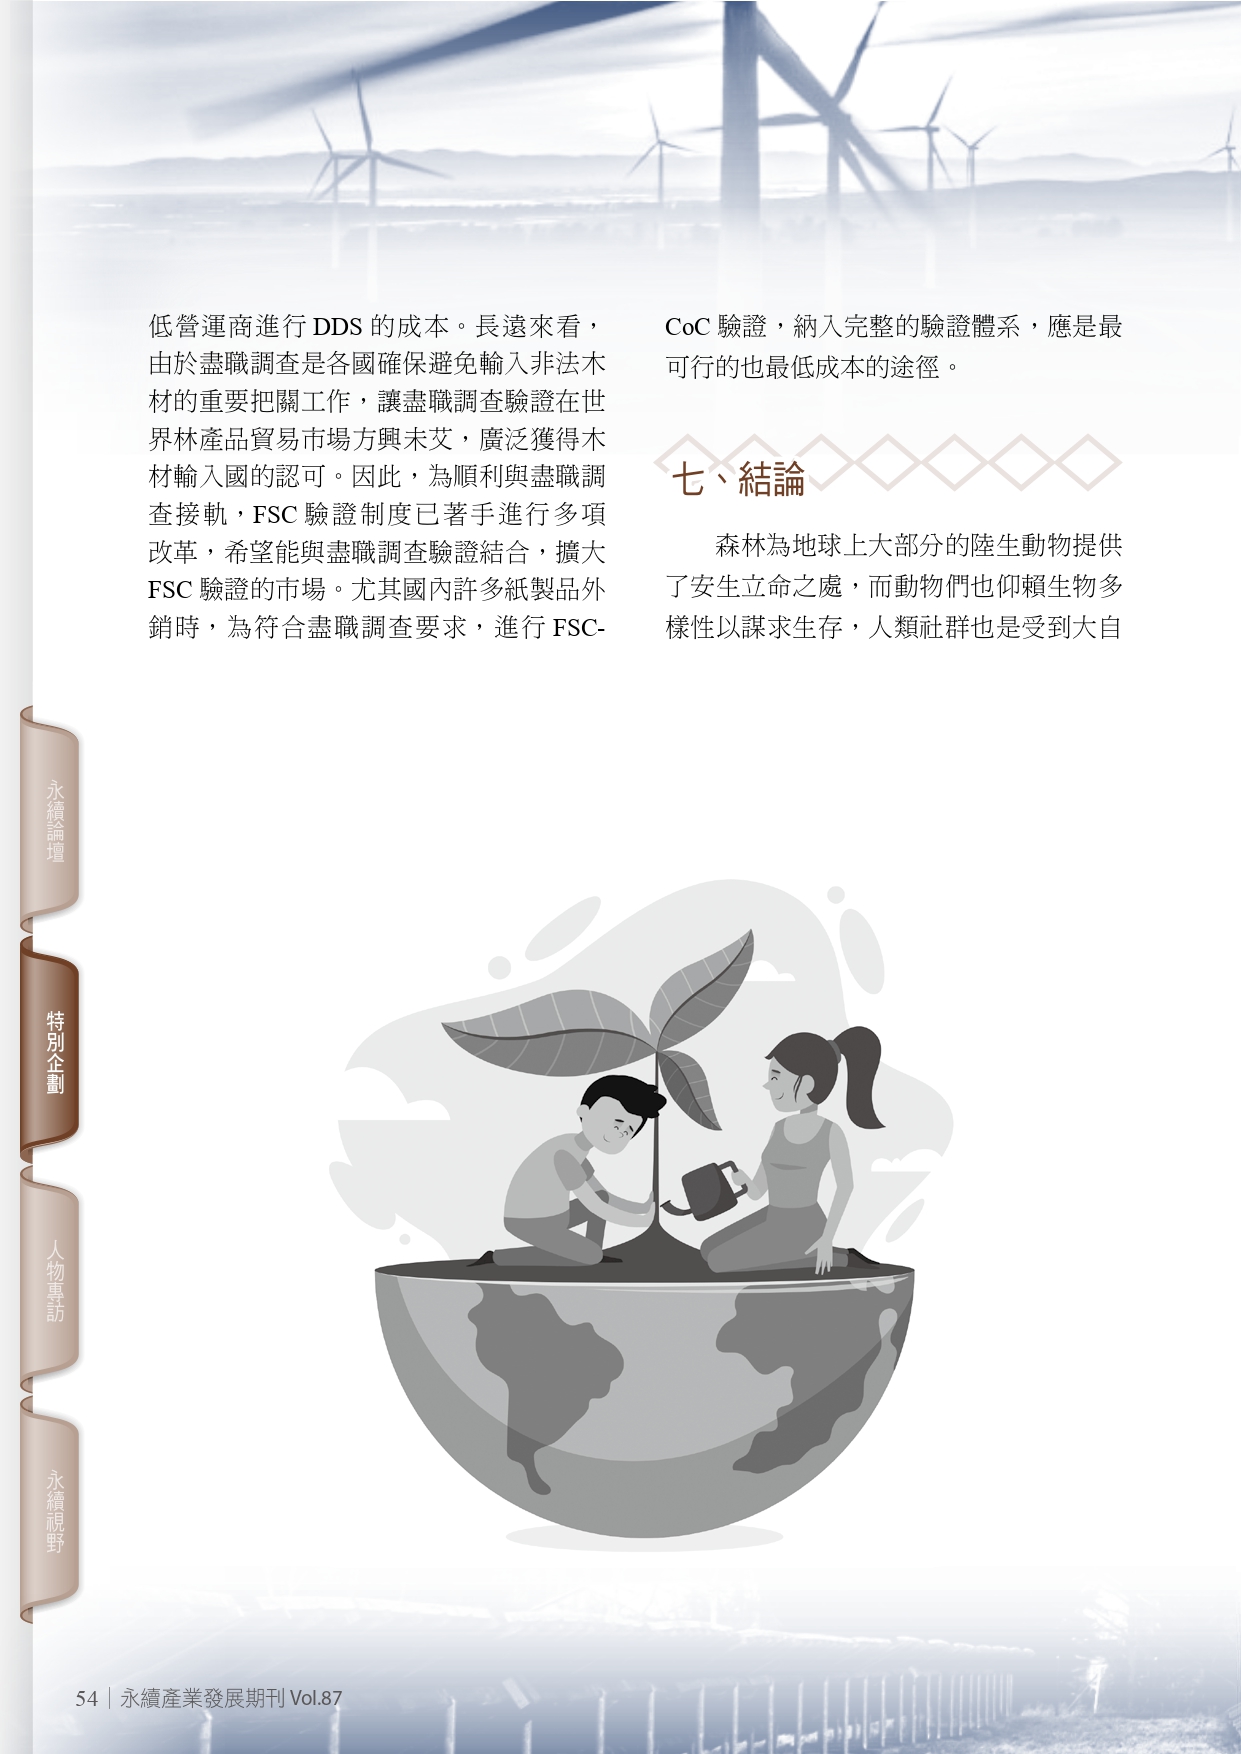 低營運商進行 DDS 的成本。長遠來看，
由於盡職調查是各國確保避免輸入非法木
材的重要把關工作，讓盡職調查驗證在世
界林產品貿易市場方興未艾，廣泛獲得木
材輸入國的認可。因此，為順利與盡職調
查接軌，FSC 驗證制度已著手進行多項
改革，希望能與盡職調查驗證結合，擴大
FSC 驗證的市場。尤其國內許多紙製品外
銷時，為符合盡職調查要求，進行 FSC-
CoC 驗證，納入完整的驗證體系，應是最
可行的也最低成本的途徑。
七、結論
森林為地球上大部分的陸生動物提供
了安生立命之處，而動物們也仰賴生物多
樣性以謀求生存，人類社群也是受到大自
永續論壇
特別企劃
人物專訪
永續視野
54 永續產業發展期刊 Vol.87